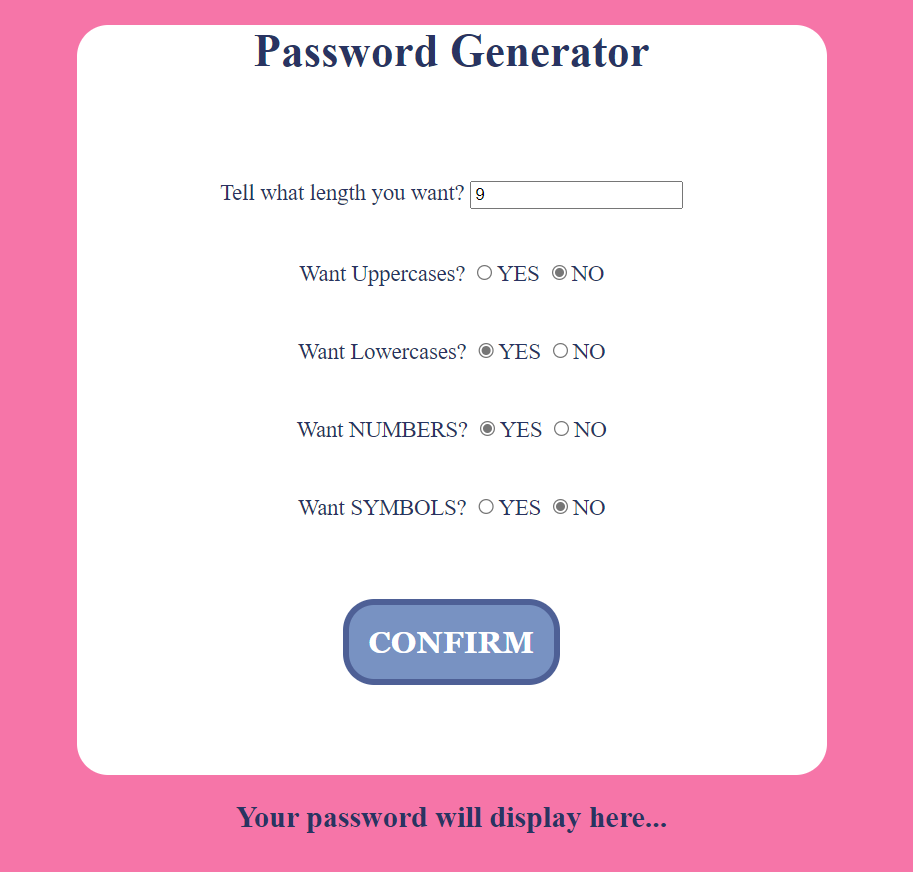 Password Generator
Tell what length you want? 9
Want Uppercases? YES NO
Want Lowercases? YES NO
Want NUMBERS? YES NO
Want SYMBOLS? YES NO
CONFIRM
Your password will display here...